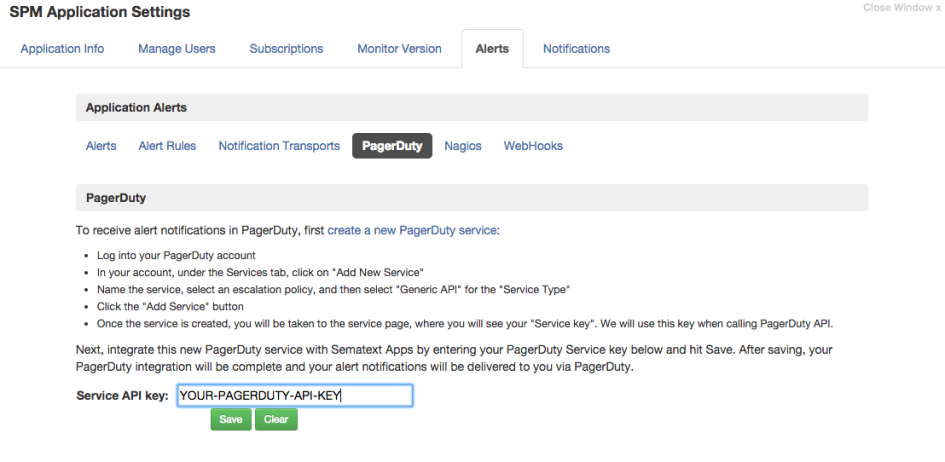 SPM Application Settings
Close Window x
Application Info Manage Users Subscriptions Monitor Version Alerts Notifications
Application Alerts
Alerts Alert Rules Notification Transports PagerDuty Nagios WebHooks
PagerDuty
To receive alert notifications in PagerDuty, first create a new PagerDuty service:
• Log into your PagerDuty account
• In your account, under the Services tab, click on "Add New Service"
• Name the service, select an escalation policy, and then select "Generic API" for the "Service Type"
• Click the "Add Service" button
• Once the service is created, you will be taken to the service page, where you will see your "Service key". We will use this key when calling PagerDuty API.
Next, integrate this new PagerDuty service with Sematext Apps by entering your PagerDuty Service key below and hit Save. After saving, your
PagerDuty integration will be complete and your alert notifications will be delivered to you via PagerDuty.
Service API key: YOUR-PAGERDUTY-API-KEY
Save Clear